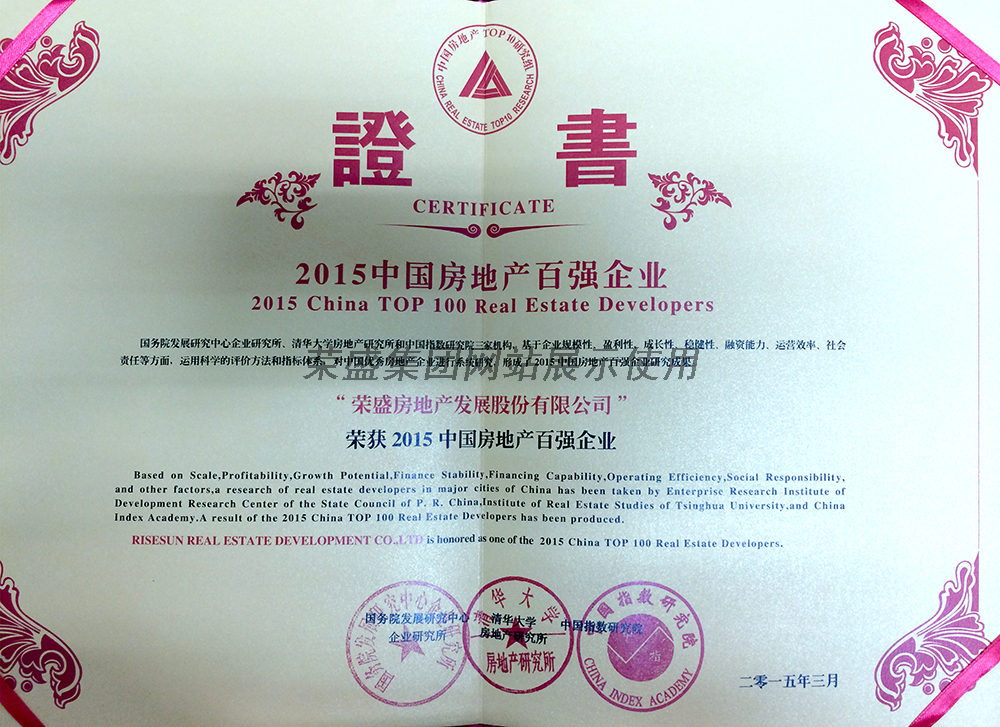 中国房地产TOP10研究组
CHINA REAL ESTATE TOP10 RESEARCH
證書
CERTIFICATE
2015中国房地产百强企业
2015 China TOP 100 Real Estate Developers
国务院发展研究中心企业研究所、清华大学房地产研究所和中国指数研究院三家机构，基于企业规模性、盈利性、成长性、稳健性、融资能力、运营效率、社会
责任等方面，运用科学的评价方法和指标体系，对中国优秀房地产企业进行系统研究，形成了2015中国房地产百强企业研究成果。
荣盛集团网站展示使用
“荣盛房地产发展股份有限公司”
荣获 2015 中国房地产百强企业
Based on Scale,Profitability,Growth Potential,Finance Stability,Financing Capability,Operating Efficiency,Social Responsibility,
and other factors,a research of real estate developers in major cities of China has been taken by Enterprise Research Institute of
Development Research Center of the State Council of P. R. China,Institute of Real Estate Studies of Tsinghua University,and China
Index Academy.A result of the 2015 China TOP 100 Real Estate Developers has been produced.
RISESUN REAL ESTATE DEVELOPMENT CO.,LTD is honored as one of the 2015 China TOP 100 Real Estate Developers.
国务院发展研究中心
企业研究所
清华大学
房地产研究所
房地产研究所
中国指数研究院
CHINA INDEX ACADEMY
二零一五年三月